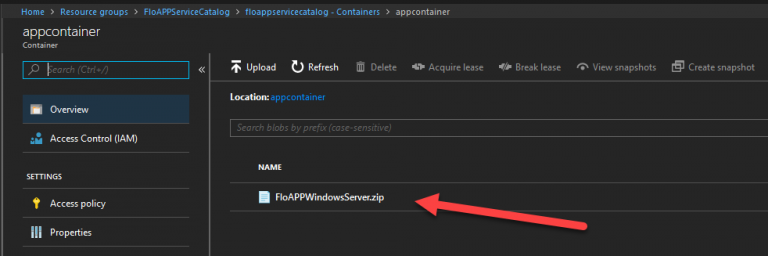 Home > Resource groups > FloAPPServiceCatalog > floappservicecatalog - Containers > appcontainer
appcontainer
Container
Search (Ctrl+/)
«
Upload Refresh Delete Acquire lease Break lease View snapshots Create snapshot
Overview
Access Control (IAM)
SETTINGS
Access policy
Properties
Location: appcontainer
Search blobs by prefix (case-sensitive)
NAME
FloAPPWindowsServer.zip